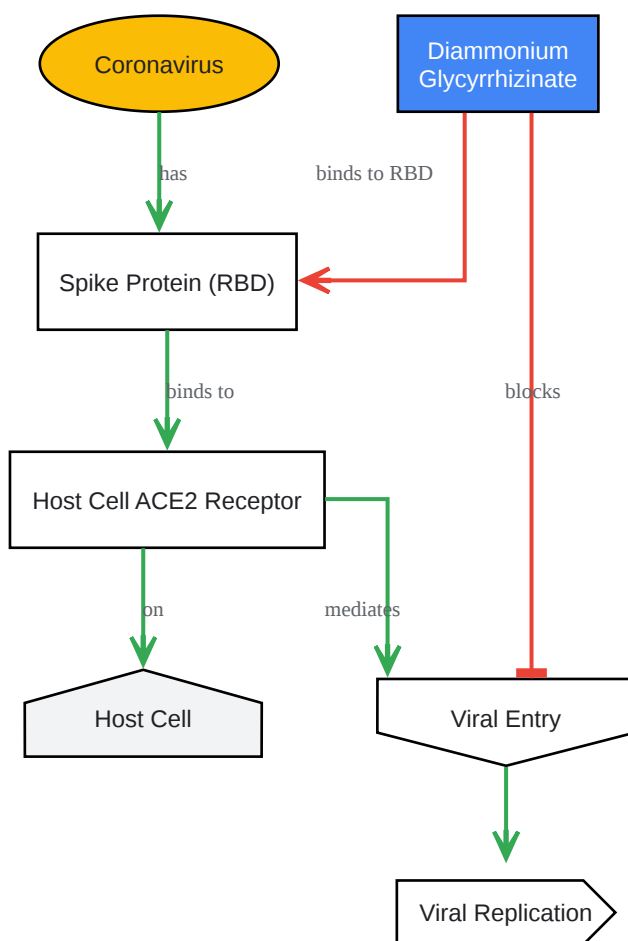 Coronavirus
Diammonium
Glycyrrhizinate
has
binds to RBD
Spike Protein (RBD)
binds to
blocks
Host Cell ACE2 Receptor
on
mediates
Host Cell
Viral Entry
Viral Replication